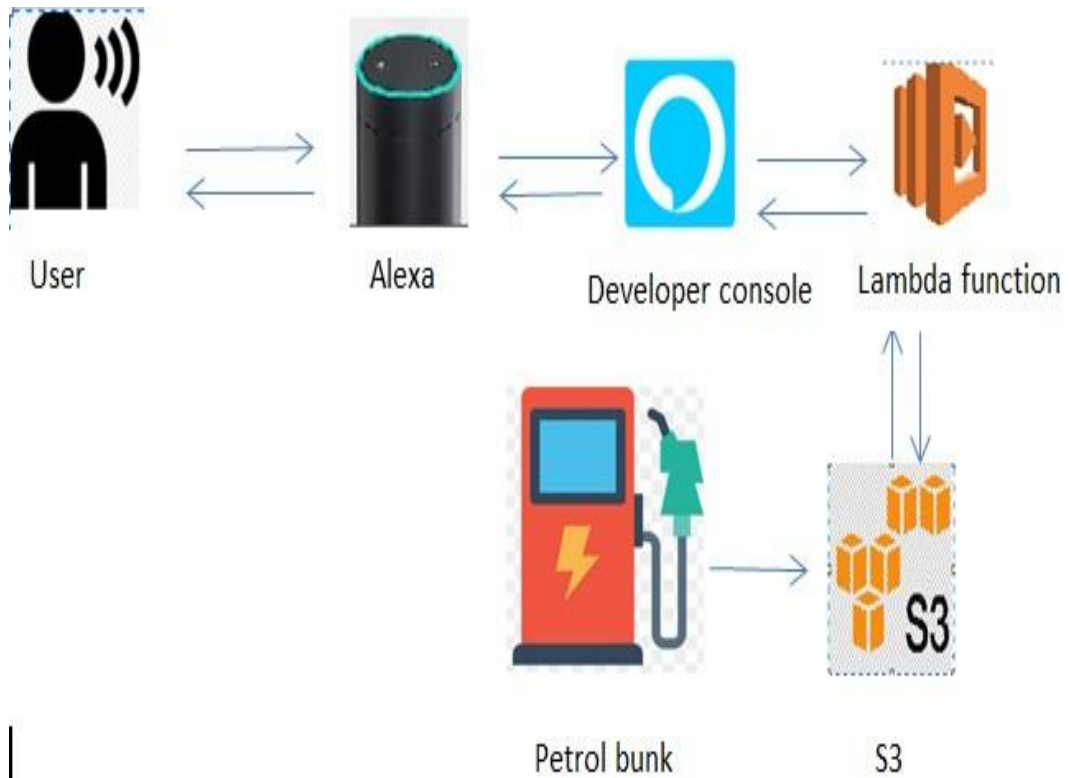 User
Alexa
Developer console
Lambda function
S3
Petrol bunk
S3